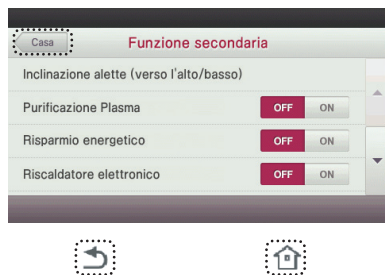 Casa
Funzione secondaria
Inclinazione alette (verso l'alto/basso)
Purificazione Plasma OFF ON
Risparmio energetico OFF ON
Riscaldatore elettronico OFF ON